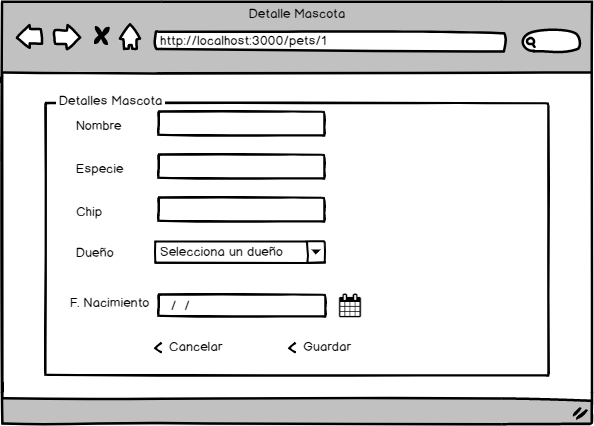 Detalle Mascota
http://localhost:3000/pets/1
Detalles Mascota
Nombre
Especie
Chip
Dueño
Selecciona un dueño
F. Nacimiento
/ /
Cancelar
Guardar